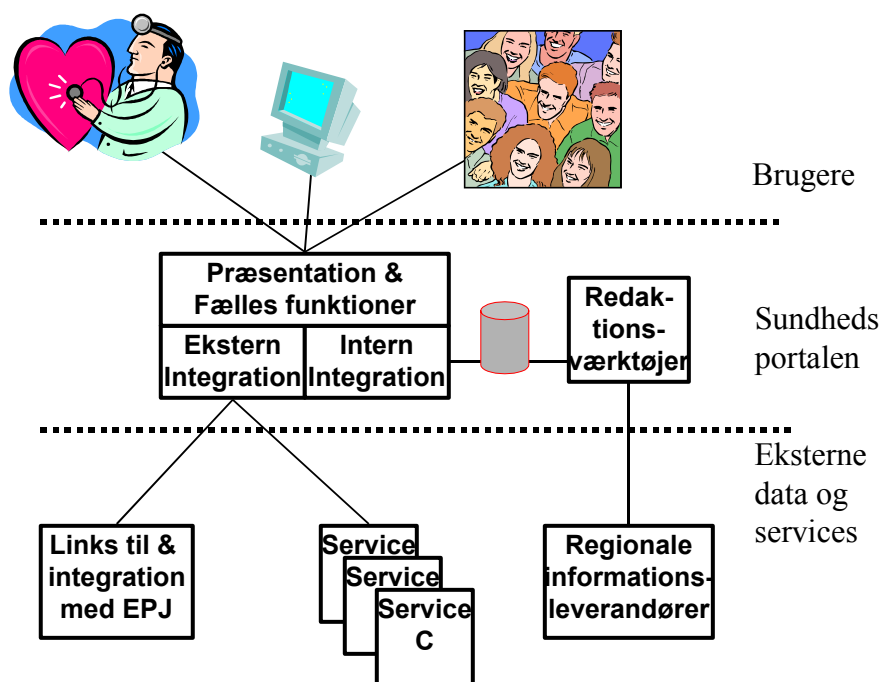 Brugere
Præsentation &
Fælles funktioner
Ekstern
Integration
Intern
Integration
Redak-
tions-
værktøjer
Sundheds
portalen
Eksterne
data og
services
Links til &
integration
med EPJ
Service
Service
Service
C
Regionale
informations-
leverandører